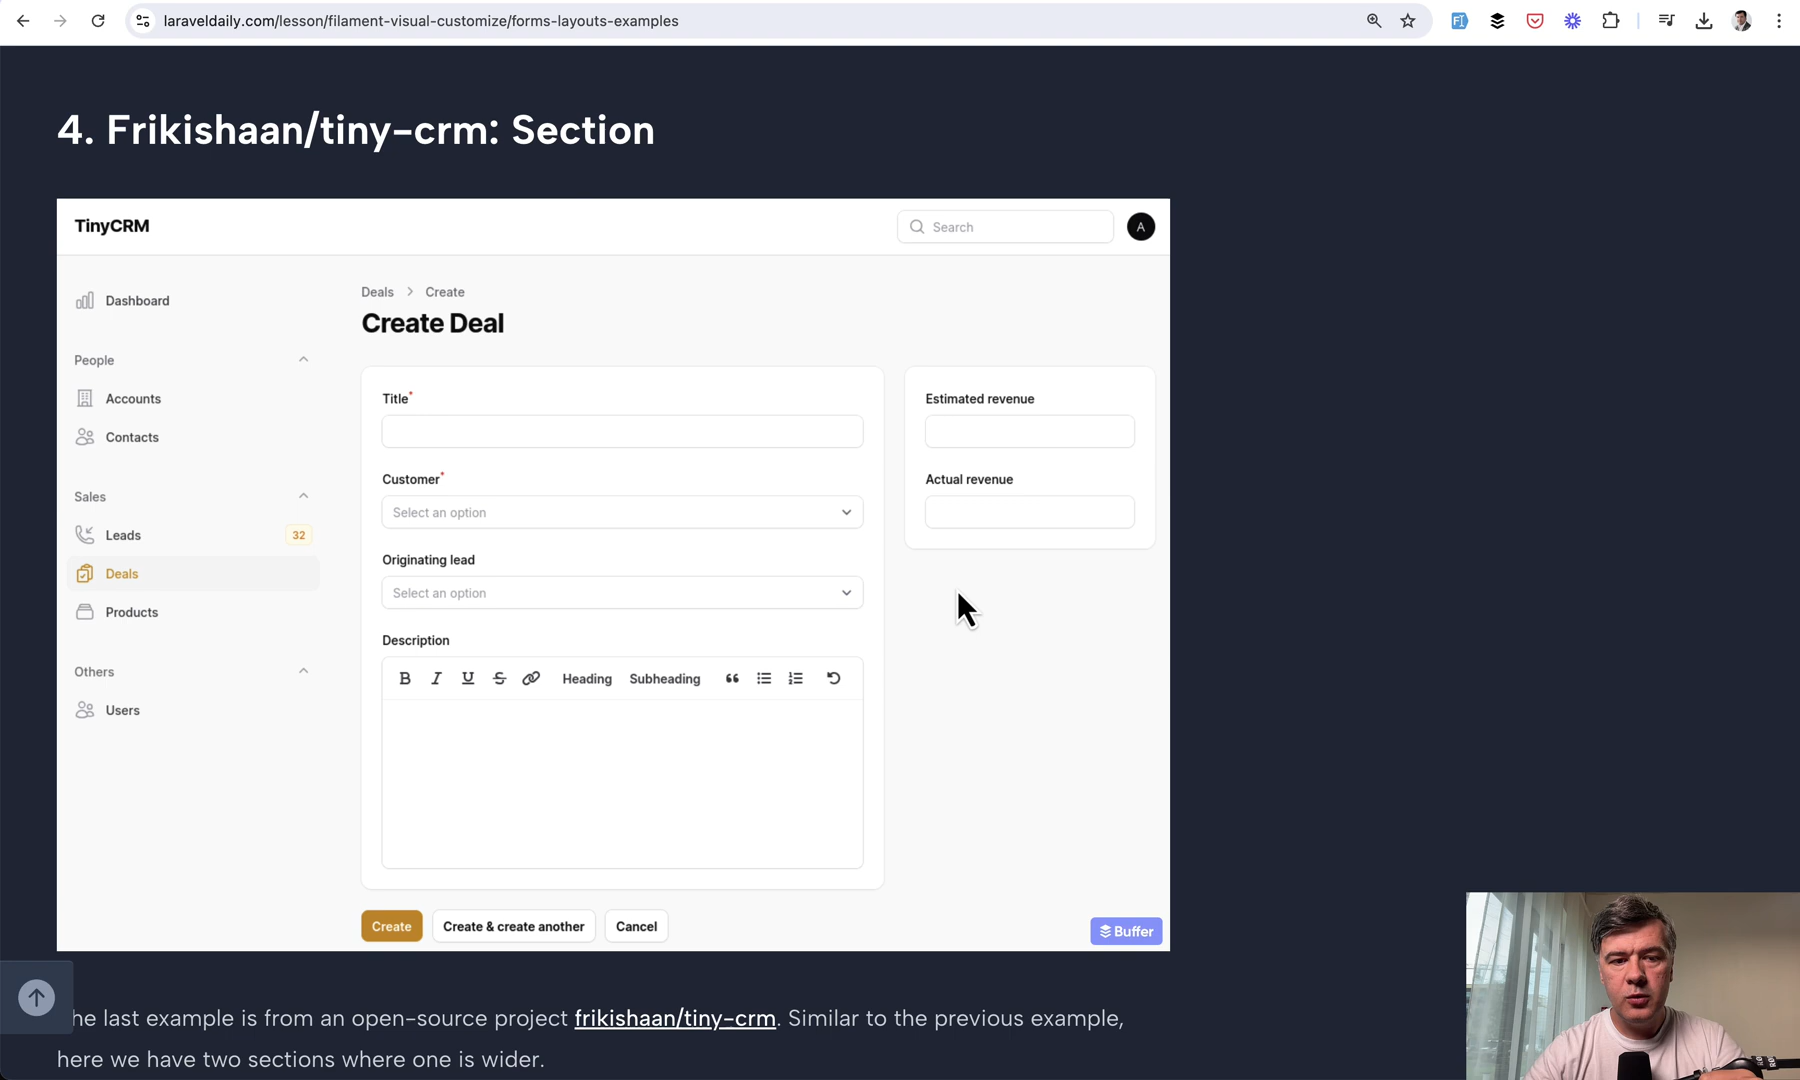 laraveldaily.com/lesson/filament-visual-customize/forms-layouts-examples
4. Frikishaan/tiny-crm: Section
TinyCRM
Search
A
Dashboard
People
Accounts
Contacts
Sales
Leads
32
Deals
Products
Others
Users
Deals > Create
Create Deal
Title*
Customer*
Select an option
Originating lead
Select an option
Description
B I U S Heading Subheading
Estimated revenue
Actual revenue
Create
Create & create another
Cancel
Buffer
he last example is from an open-source project frikishaan/tiny-crm. Similar to the previous example,
here we have two sections where one is wider.